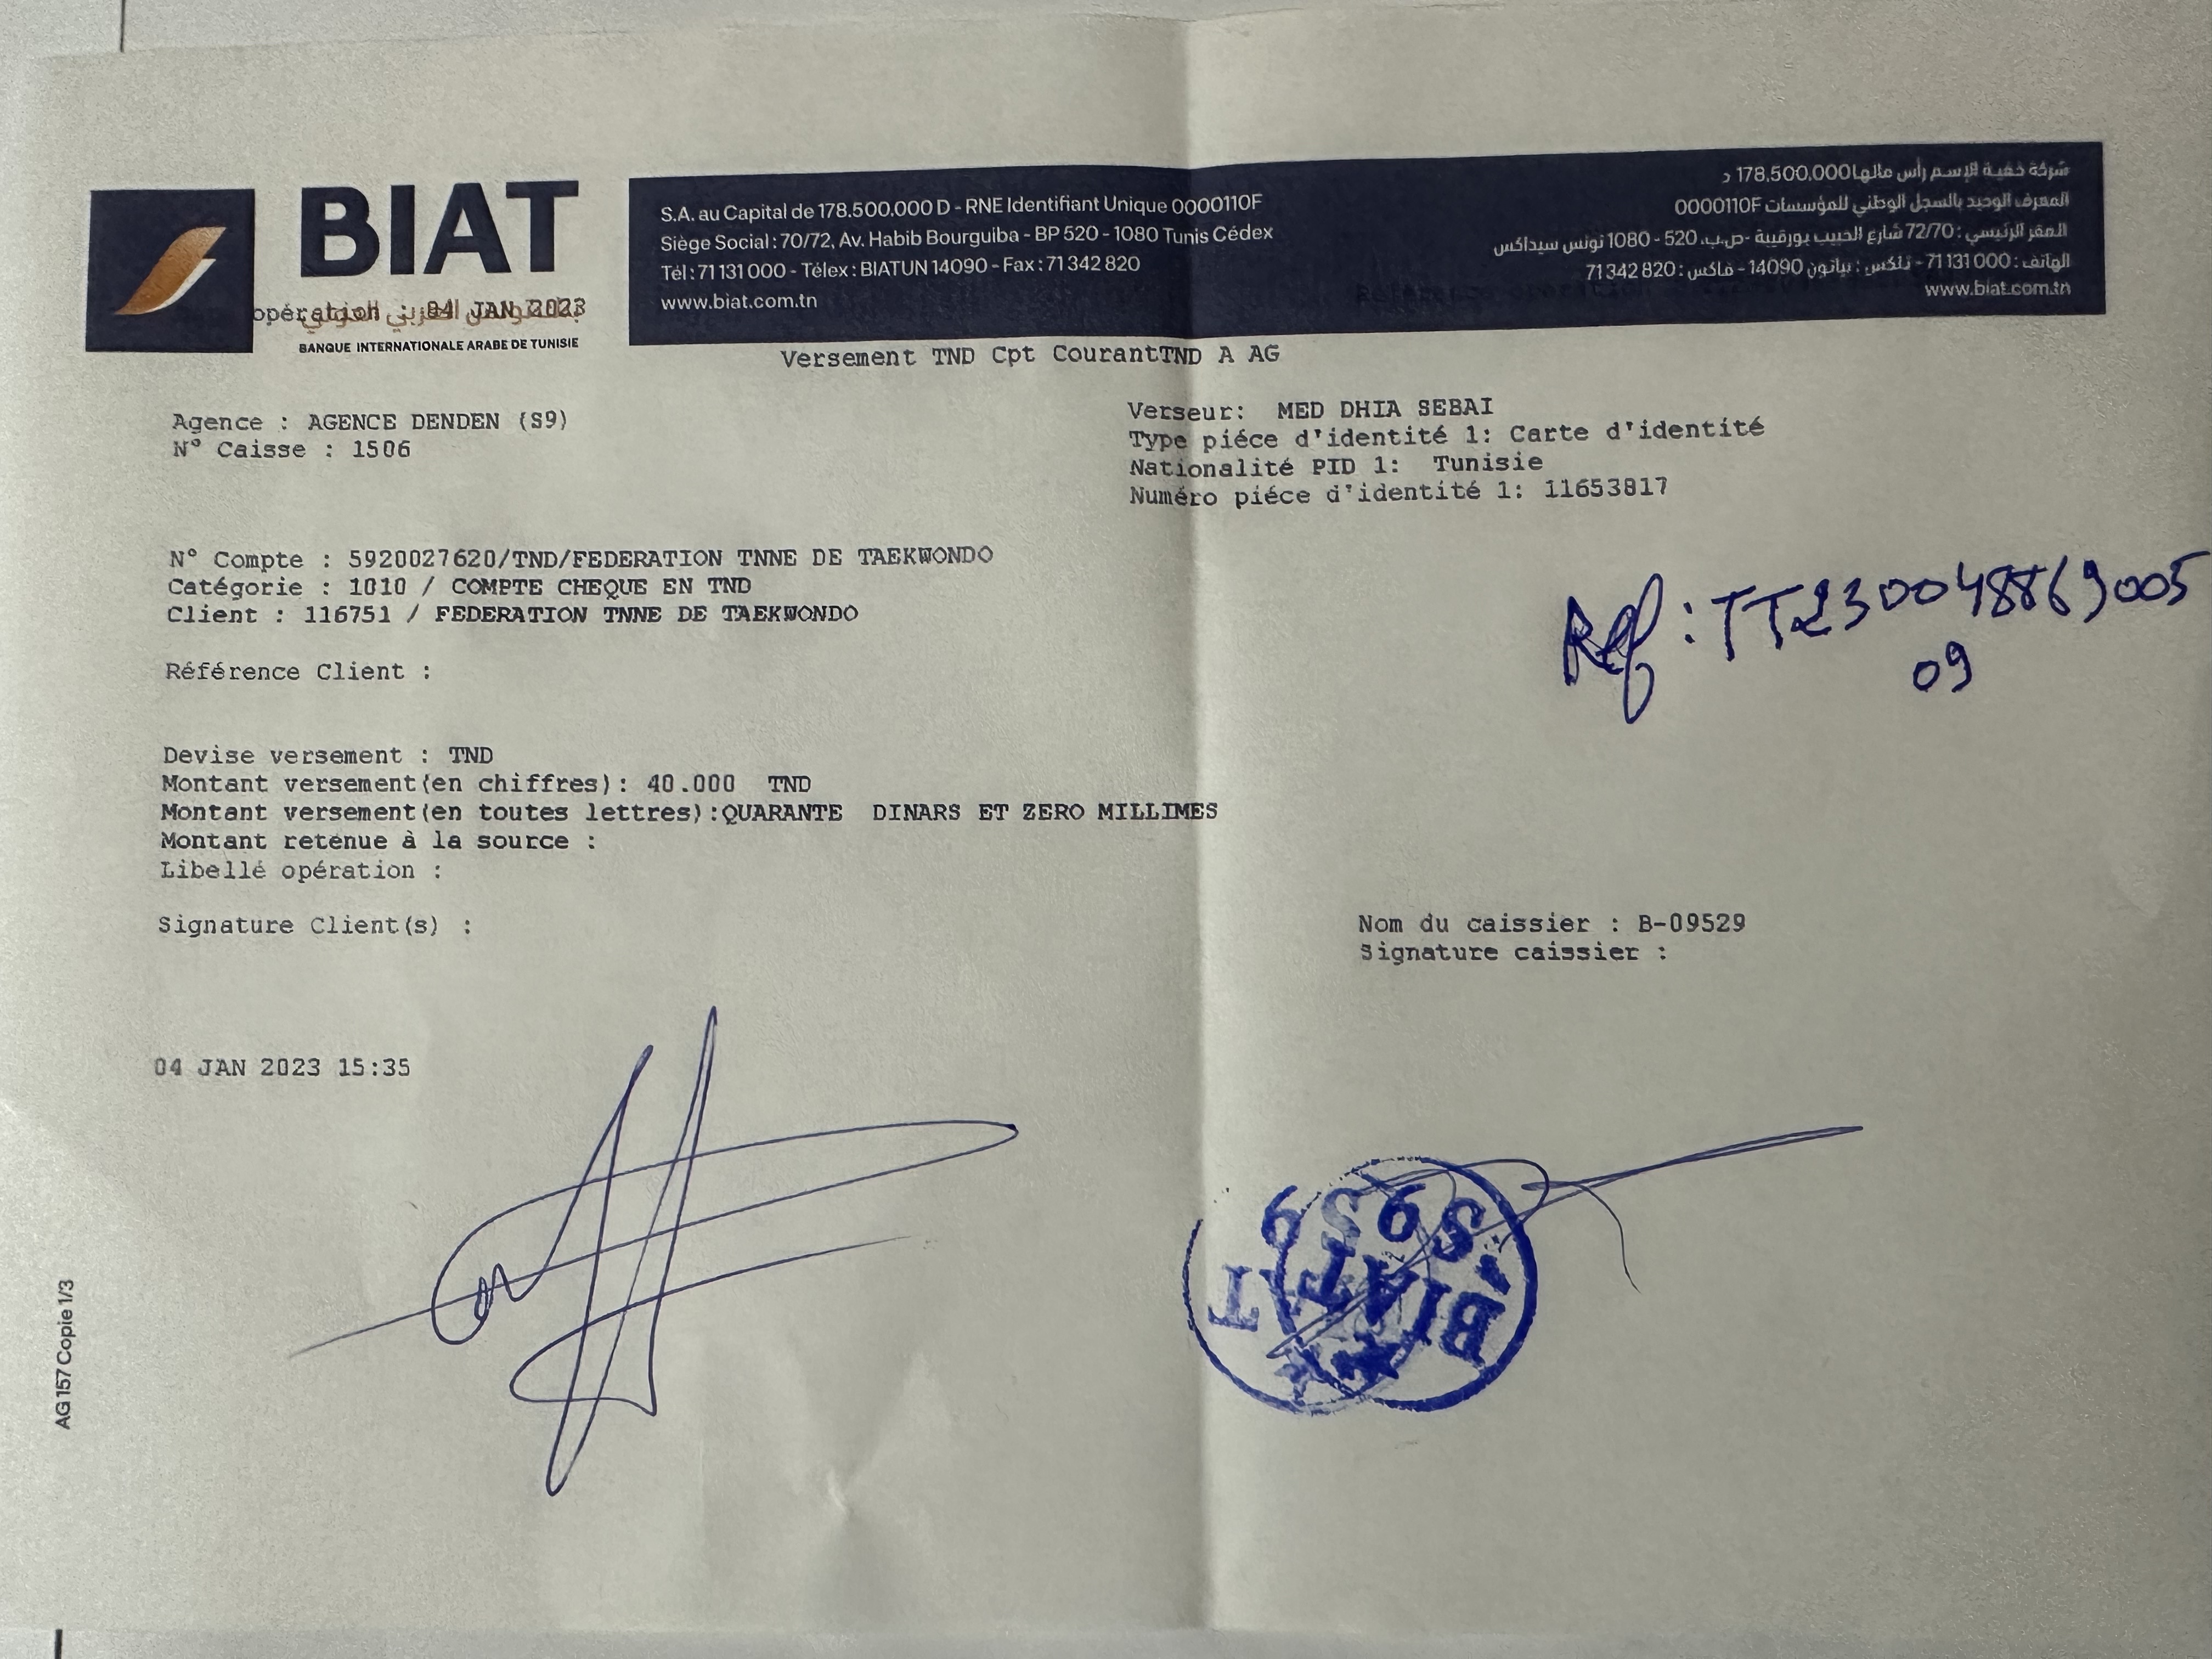 BIAT
opération : 04 JAN 2023
BANQUE INTERNATIONALE ARABE DE TUNISIE
S.A. au Capital de 178.500.000 D - RNE Identifiant Unique 0000110F
Siège Social : 70/72, Av. Habib Bourguiba - BP 520 - 1080 Tunis Cédex
Tél : 71 131 000 - Télex : BIATUN 14090 - Fax : 71 342 820
www.biat.com.tn
شركة خفية الإسم رأس مالها 178,500,000 د
المعرف الوحيد بالسجل الوطني للمؤسسات 0000110F
المقر الرئيسي : 72/70 شارع الحبيب بورقيبة -ص.ب. 520 - 1080 تونس سيداكس
الهاتف : 71 131 000 - تلكس : بياتون 14090 - فاكس : 71 342 820
www.biat.com.tn
Versement TND Cpt CourantTND A AG
Agence : AGENCE DENDEN (S9)
N° Caisse : 1506
Verseur: MED DHIA SEBAI
Type piéce d'identité 1: Carte d'identité
Nationalité PID 1: Tunisie
Numéro piéce d'identité 1: 11653817
N° Compte : 5920027620/TND/FEDERATION TNNE DE TAEKWONDO
Catégorie : 1010 / COMPTE CHEQUE EN TND
Client : 116751 / FEDERATION TNNE DE TAEKWONDO
Réf : TT230048869005
09
Référence Client :
Devise versement : TND
Montant versement(en chiffres): 40.000 TND
Montant versement(en toutes lettres):QUARANTE DINARS ET ZERO MILLIMES
Montant retenue à la source :
Libellé opération :
Signature Client(s) :
Nom du caissier : B-09529
Signature caissier :
04 JAN 2023 15:35
S9
BIAT
S9
BIAT
AG 157 Copie 1/3